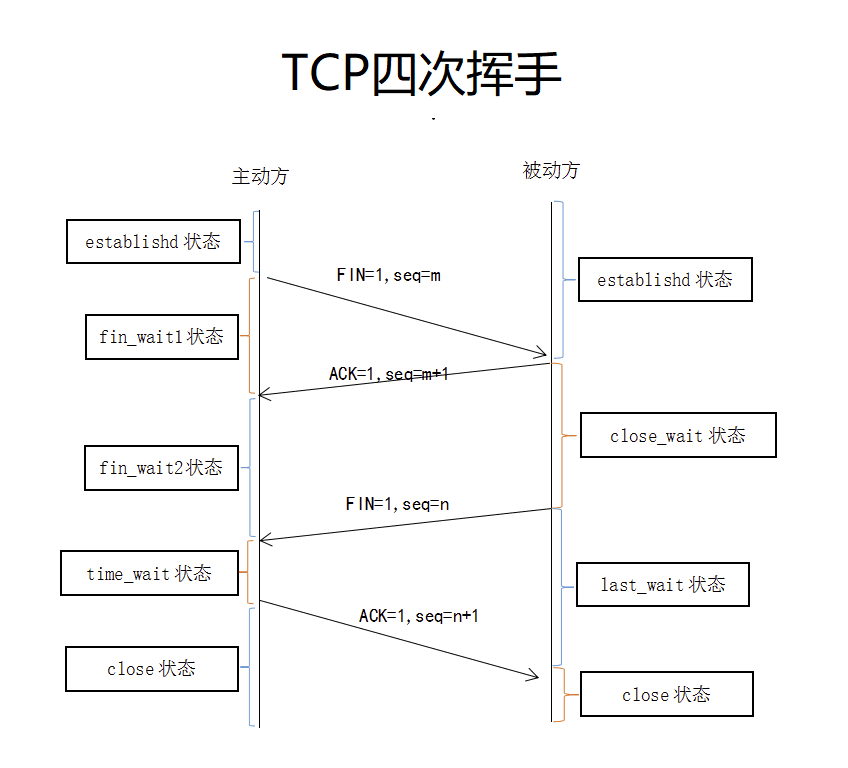 TCP四次挥手
主动方
被动方
establishd 状态
establishd 状态
FIN=1,seq=m
fin_wait1 状态
ACK=1,seq=m+1
close_wait 状态
fin_wait2 状态
FIN=1,seq=n
time_wait 状态
last_wait 状态
ACK=1,seq=n+1
close 状态
close 状态